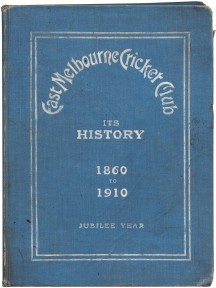 East Melbourne Cricket Club
ITS
HISTORY
1860
TO
1910
JUBILEE YEAR